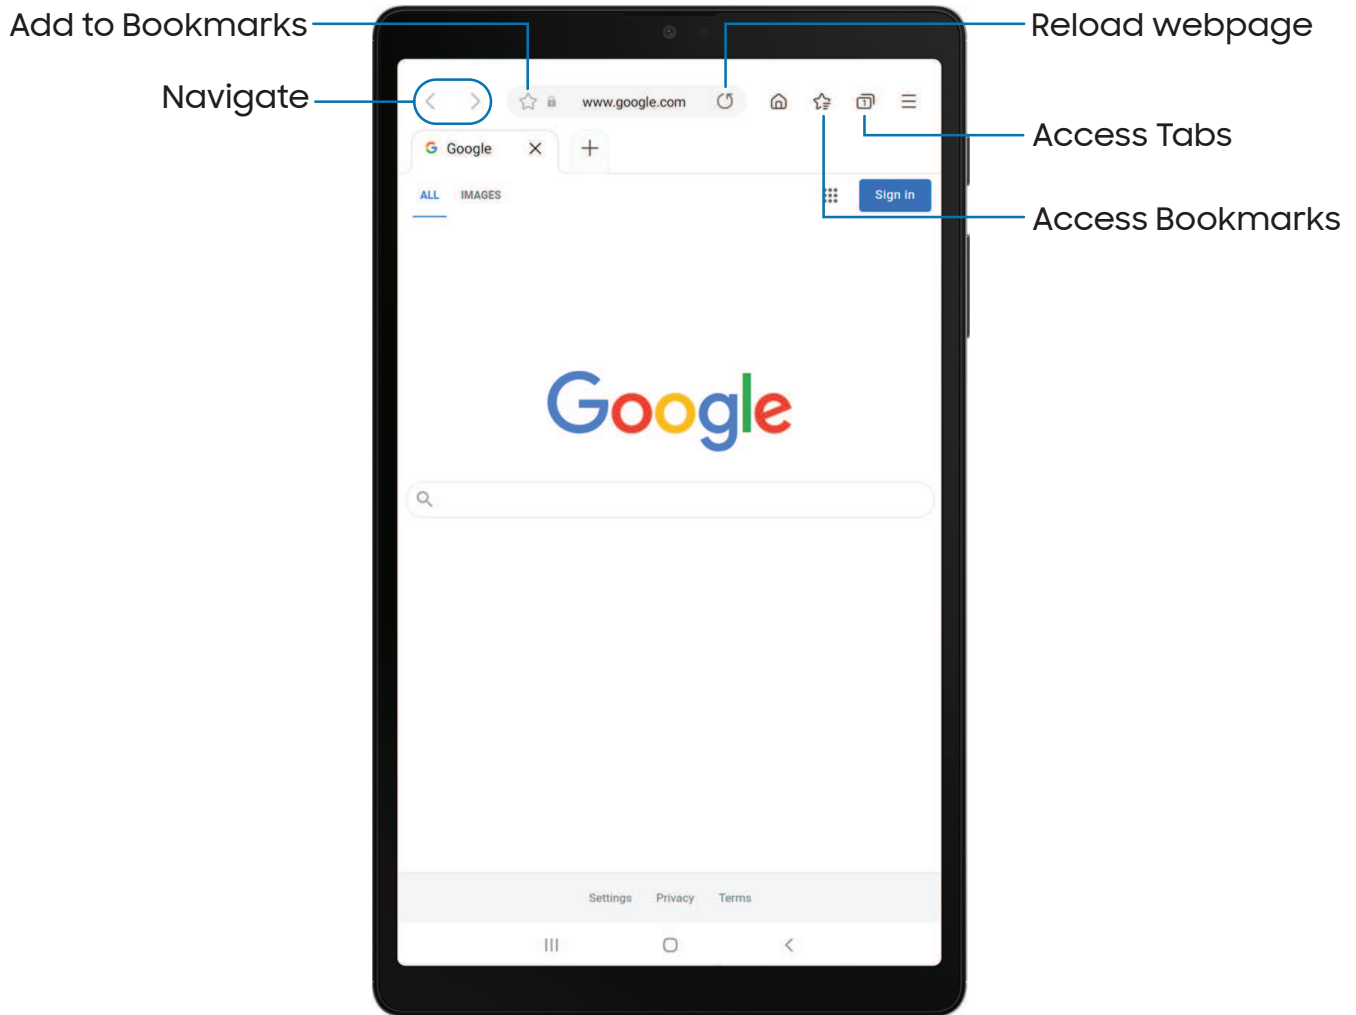 Add to Bookmarks
Reload webpage
Navigate
www.google.com
1
Access Tabs
G Google
ALL IMAGES
Sign in
Access Bookmarks
Google
Settings Privacy Terms